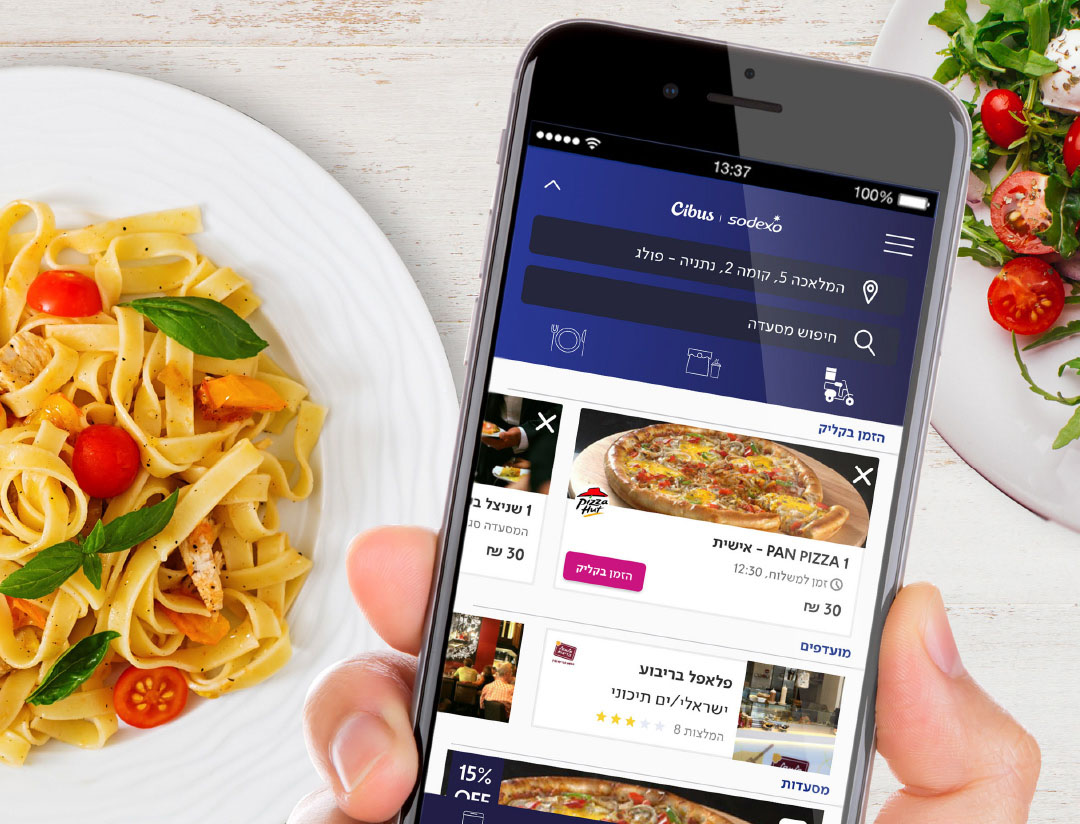 13:37
100%
Cibus | sodexo
המלאכה 5, קומה 2, נתניה - פולג
חיפוש מסעדה
הזמן בקליק
Pizza Hut
1 PAN PIZZA - אישית
זמן למשלוח, 12:30
30 ₪
הזמן בקליק
1 שניצל
המסעדה
30 ₪
מועדפים
פלאפל בריבוע
ישראלי/ים תיכוני
8 המלצות
מסעדות
15%
OFF